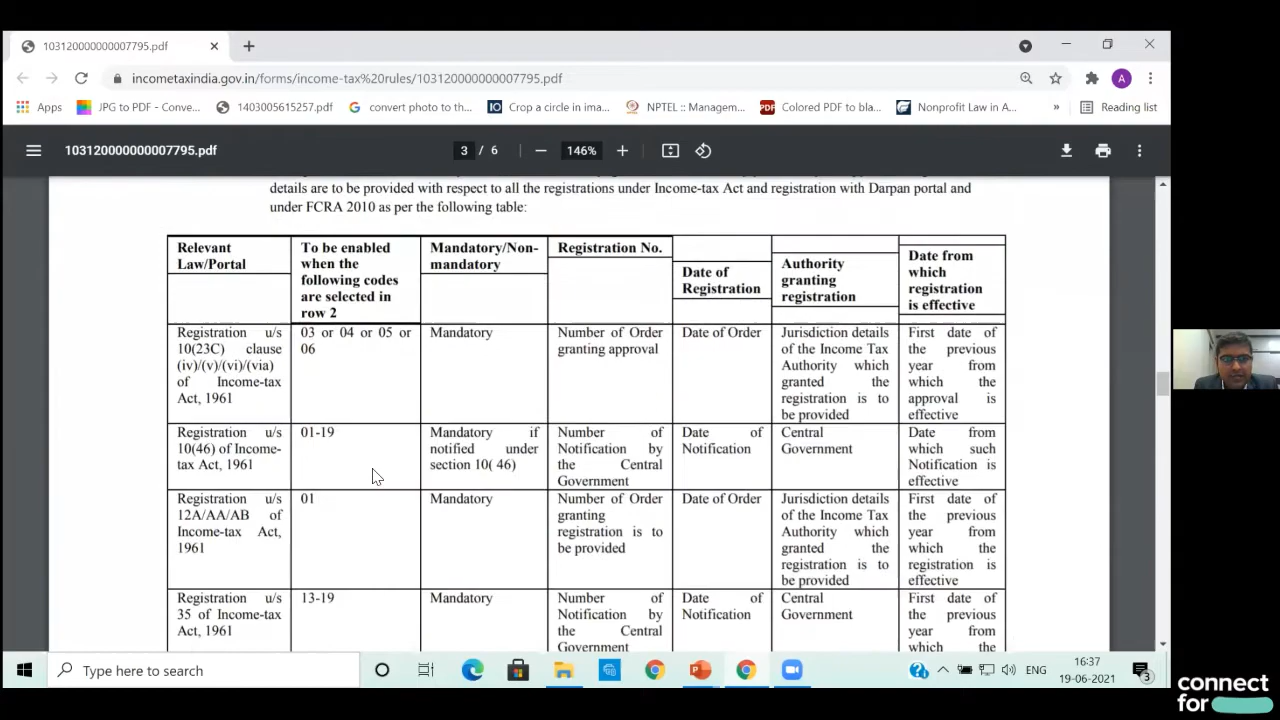 103120000000007795.pdf
incometaxindia.gov.in/forms/income-tax%20rules/103120000000007795.pdf
A
Apps
JPG to PDF - Conve...
1403005615257.pdf
convert photo to th...
Crop a circle in ima...
NPTEL :: Managem...
Colored PDF to bla...
Nonprofit Law in A...
»
Reading list
103120000000007795.pdf
3 / 6
146%
details are to be provided with respect to all the registrations under Income-tax Act and registration with Darpan portal and
under FCRA 2010 as per the following table:
Relevant
Law/Portal
To be enabled
when the
following codes
are selected in
row 2
Mandatory/Non-
mandatory
Registration No.
Date of
Registration
Authority
granting
registration
Date from
which
registration
is effective
Registration u/s
10(23C) clause
(iv)/(v)/(vi)/(via)
of Income-tax
Act, 1961
03 or 04 or 05 or
06
Mandatory
Number of Order
granting approval
Date of Order
Jurisdiction details
of the Income Tax
Authority which
granted the
registration is to
be provided
First date of
the previous
year from
which the
approval is
effective
Registration u/s
10(46) of Income-
tax Act, 1961
01-19
Mandatory if
notified under
section 10( 46)
Number of
Notification by
the Central
Government
Date of
Notification
Central
Government
Date from
which such
Notification is
effective
Registration u/s
12A/AA/AB of
Income-tax Act,
1961
01
Mandatory
Number of Order
granting
registration is to
be provided
Date of Order
Jurisdiction details
of the Income Tax
Authority which
granted the
registration is to
be provided
First date of
the previous
year from
which the
registration is
effective
Registration u/s
35 of Income-tax
Act, 1961
13-19
Mandatory
Number of
Notification by
the Central
Government
Date of
Notification
Central
Government
First date of
the previous
year from
which the
Type here to search
ENG
16:37
19-06-2021
3
connect
for